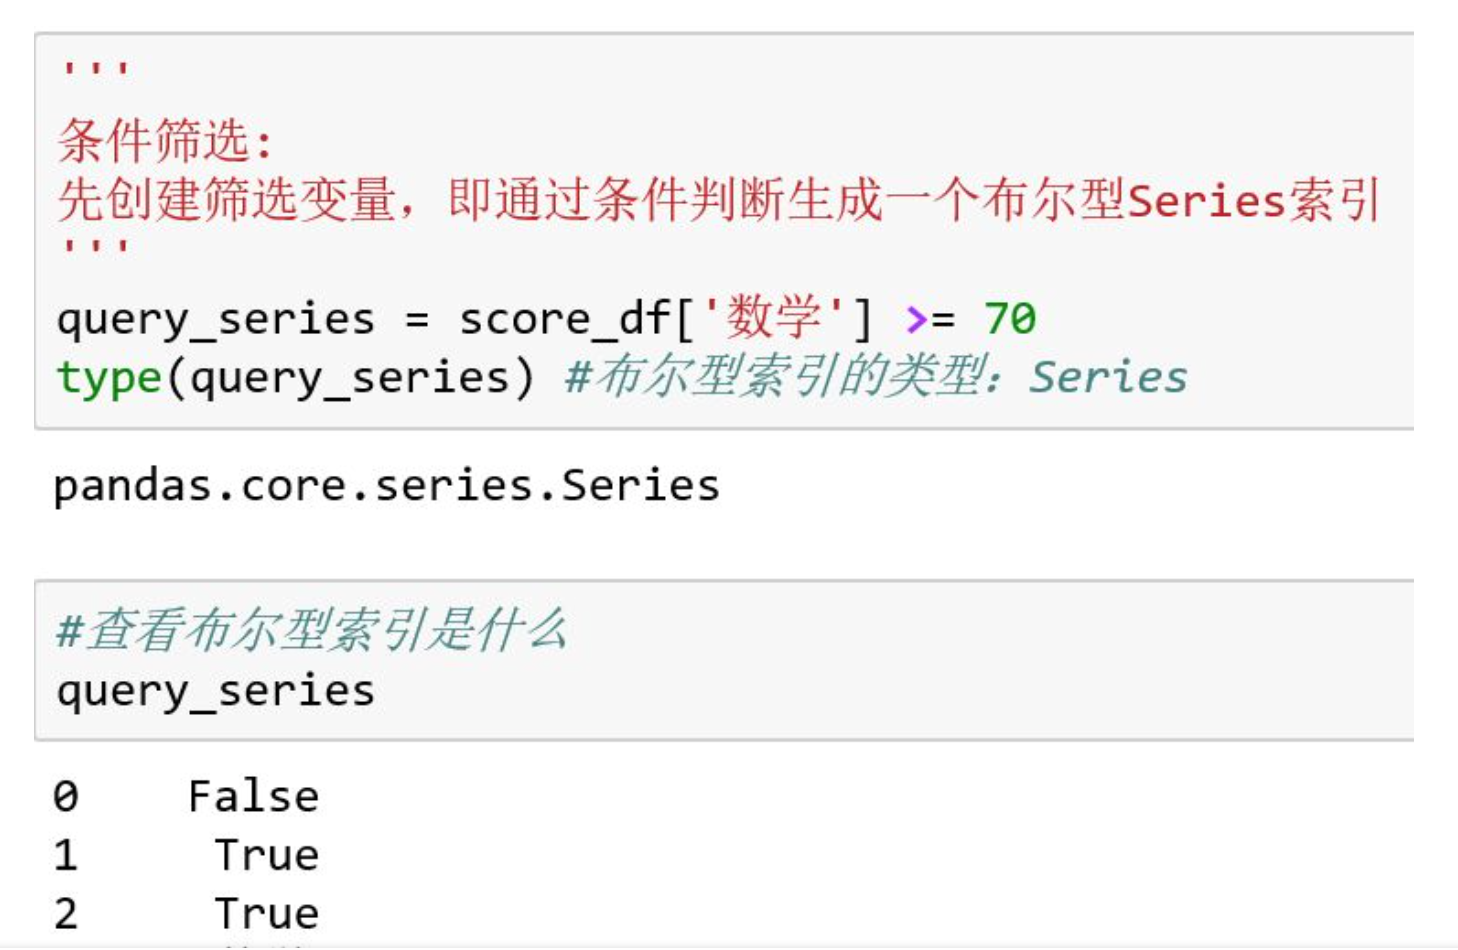 '''
条件筛选:
先创建筛选变量，即通过条件判断生成一个布尔型Series索引
'''
query_series = score_df['数学'] >= 70
type(query_series) #布尔型索引的类型：Series
pandas.core.series.Series
#查看布尔型索引是什么
query_series
0 False
1 True
2 True